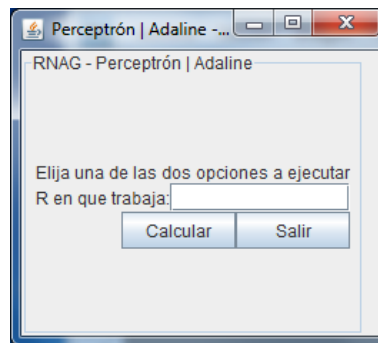 Perceptrón | Adaline -...
RNAG - Perceptrón | Adaline
Elija una de las dos opciones a ejecutar
R en que trabaja:
Calcular Salir